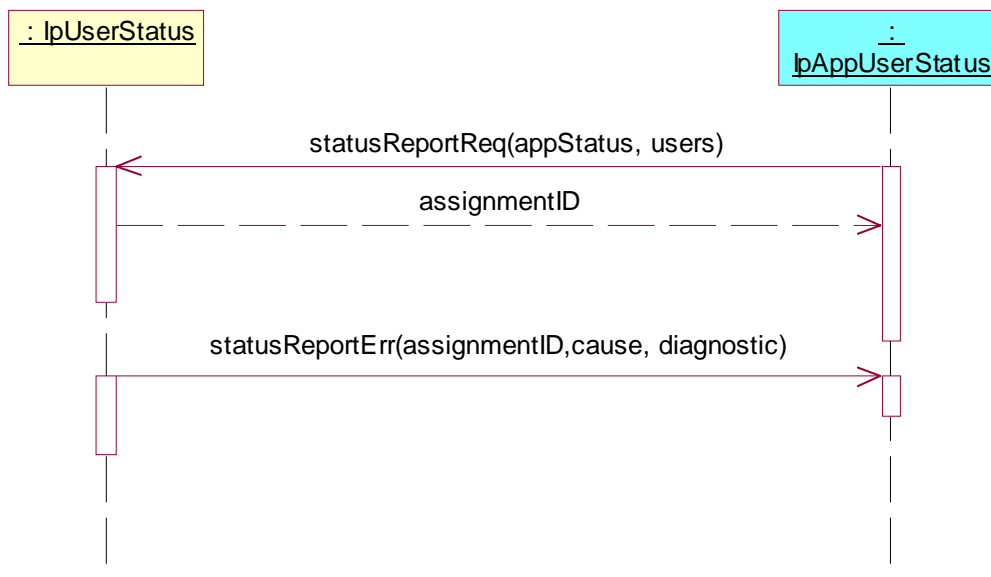 : IpUserStatus
:
IpAppUserStatus
statusReportReq(appStatus, users)
assignmentID
statusReportErr(assignmentID,cause, diagnostic)